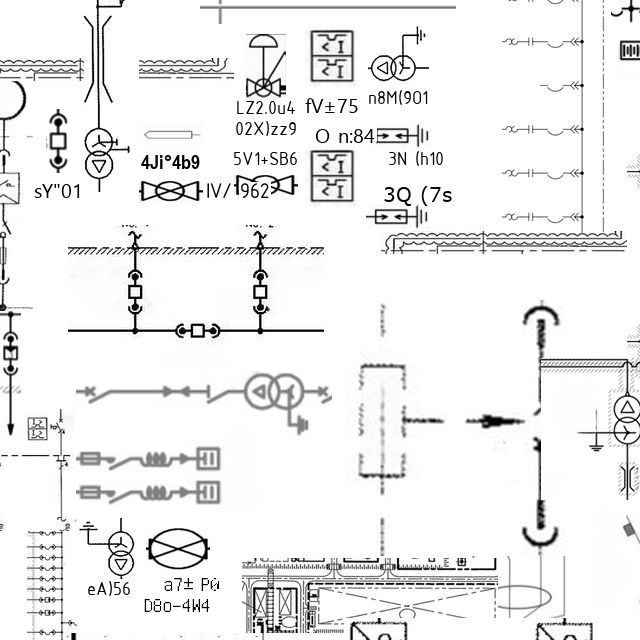 LZ2.0u4
02X)zz9
fV±75
n8M(901
O n:84
4Ji°4b9
5V1+SB6
3N (h10
sY"01
IV/'962?
3Q (7s
eA)56
a7± P0
D8o-4W4